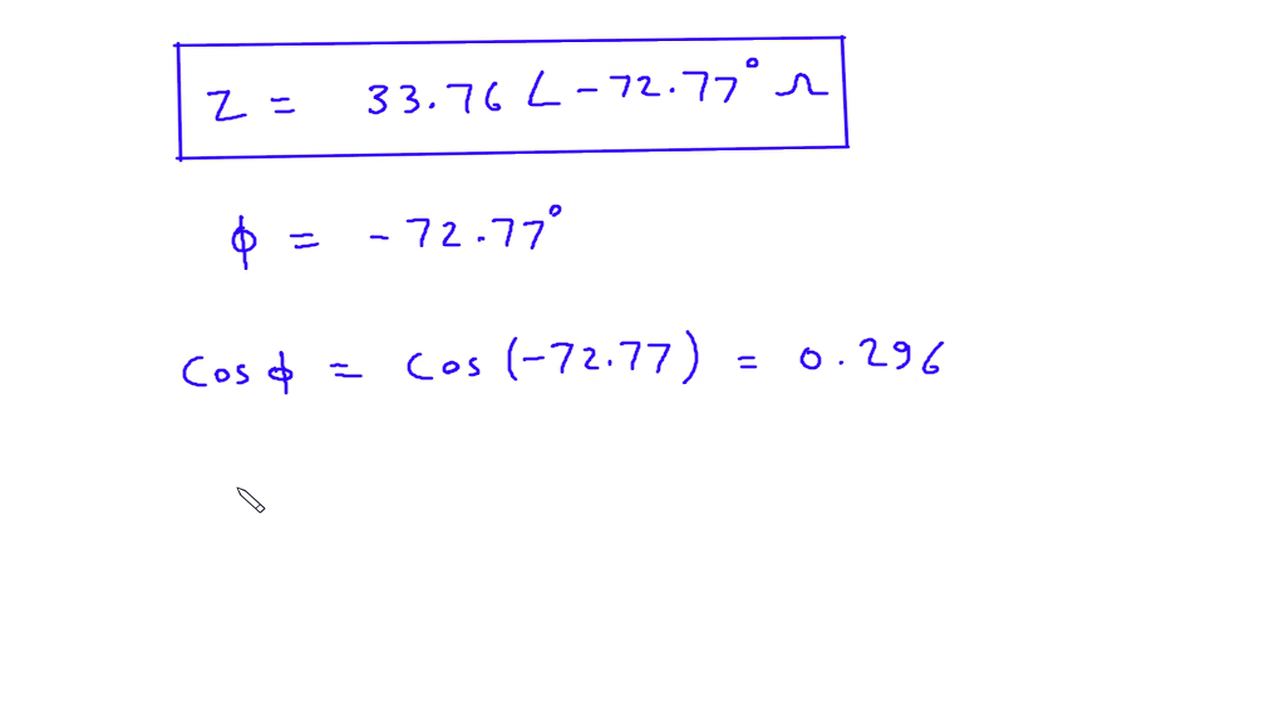 Z = 33.76 ∠ -72.77° Ω
ϕ = -72.77°
Cos ϕ = Cos (-72.77) = 0.296